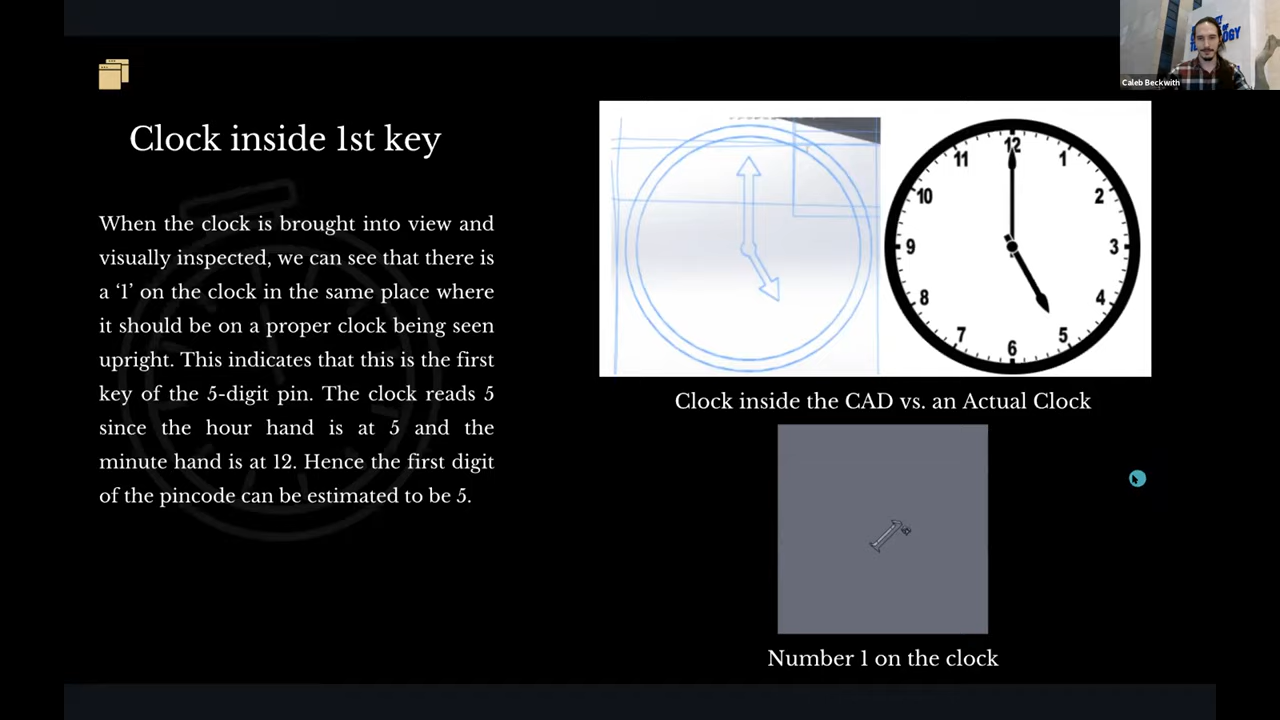 Clock inside 1st key
When the clock is brought into view and
visually inspected, we can see that there is
a ‘1’ on the clock in the same place where
it should be on a proper clock being seen
upright. This indicates that this is the first
key of the 5-digit pin. The clock reads 5
since the hour hand is at 5 and the
minute hand is at 12. Hence the first digit
of the pincode can be estimated to be 5.
12
11
1
10
2
9
3
8
4
7
5
6
Clock inside the CAD vs. an Actual Clock
1
Number 1 on the clock
Caleb Beckwith